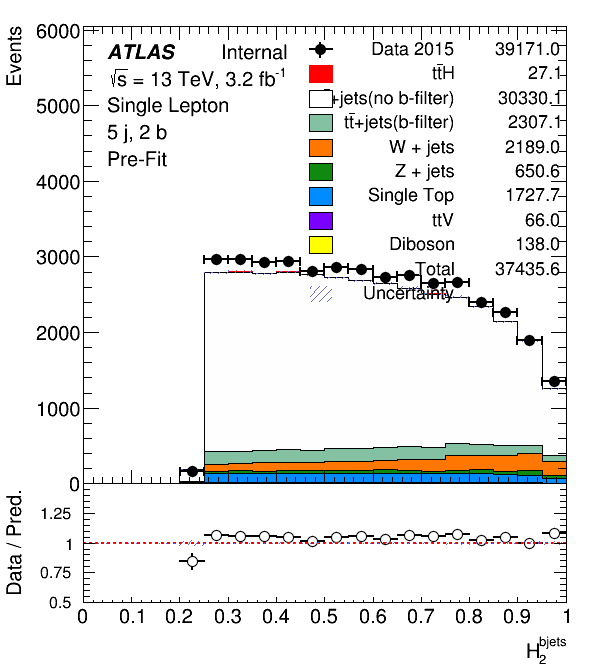 Events
6000
5000
4000
3000
2000
1000
0
ATLAS Internal
√s = 13 TeV, 3.2 fb⁻¹
Single Lepton
5 j, 2 b
Pre-Fit
Data 2015 39171.0
tt̄H 27.1
+jets(no b-filter) 30330.1
tt̄+jets(b-filter) 2307.1
W + jets 2189.0
Z + jets 650.6
Single Top 1727.7
ttV 66.0
Diboson 138.0
Total 37435.6
Uncertainty
Data / Pred.
1.25
1
0.75
0.5
0 0.1 0.2 0.3 0.4 0.5 0.6 0.7 0.8 0.9 1
H₂^bjets